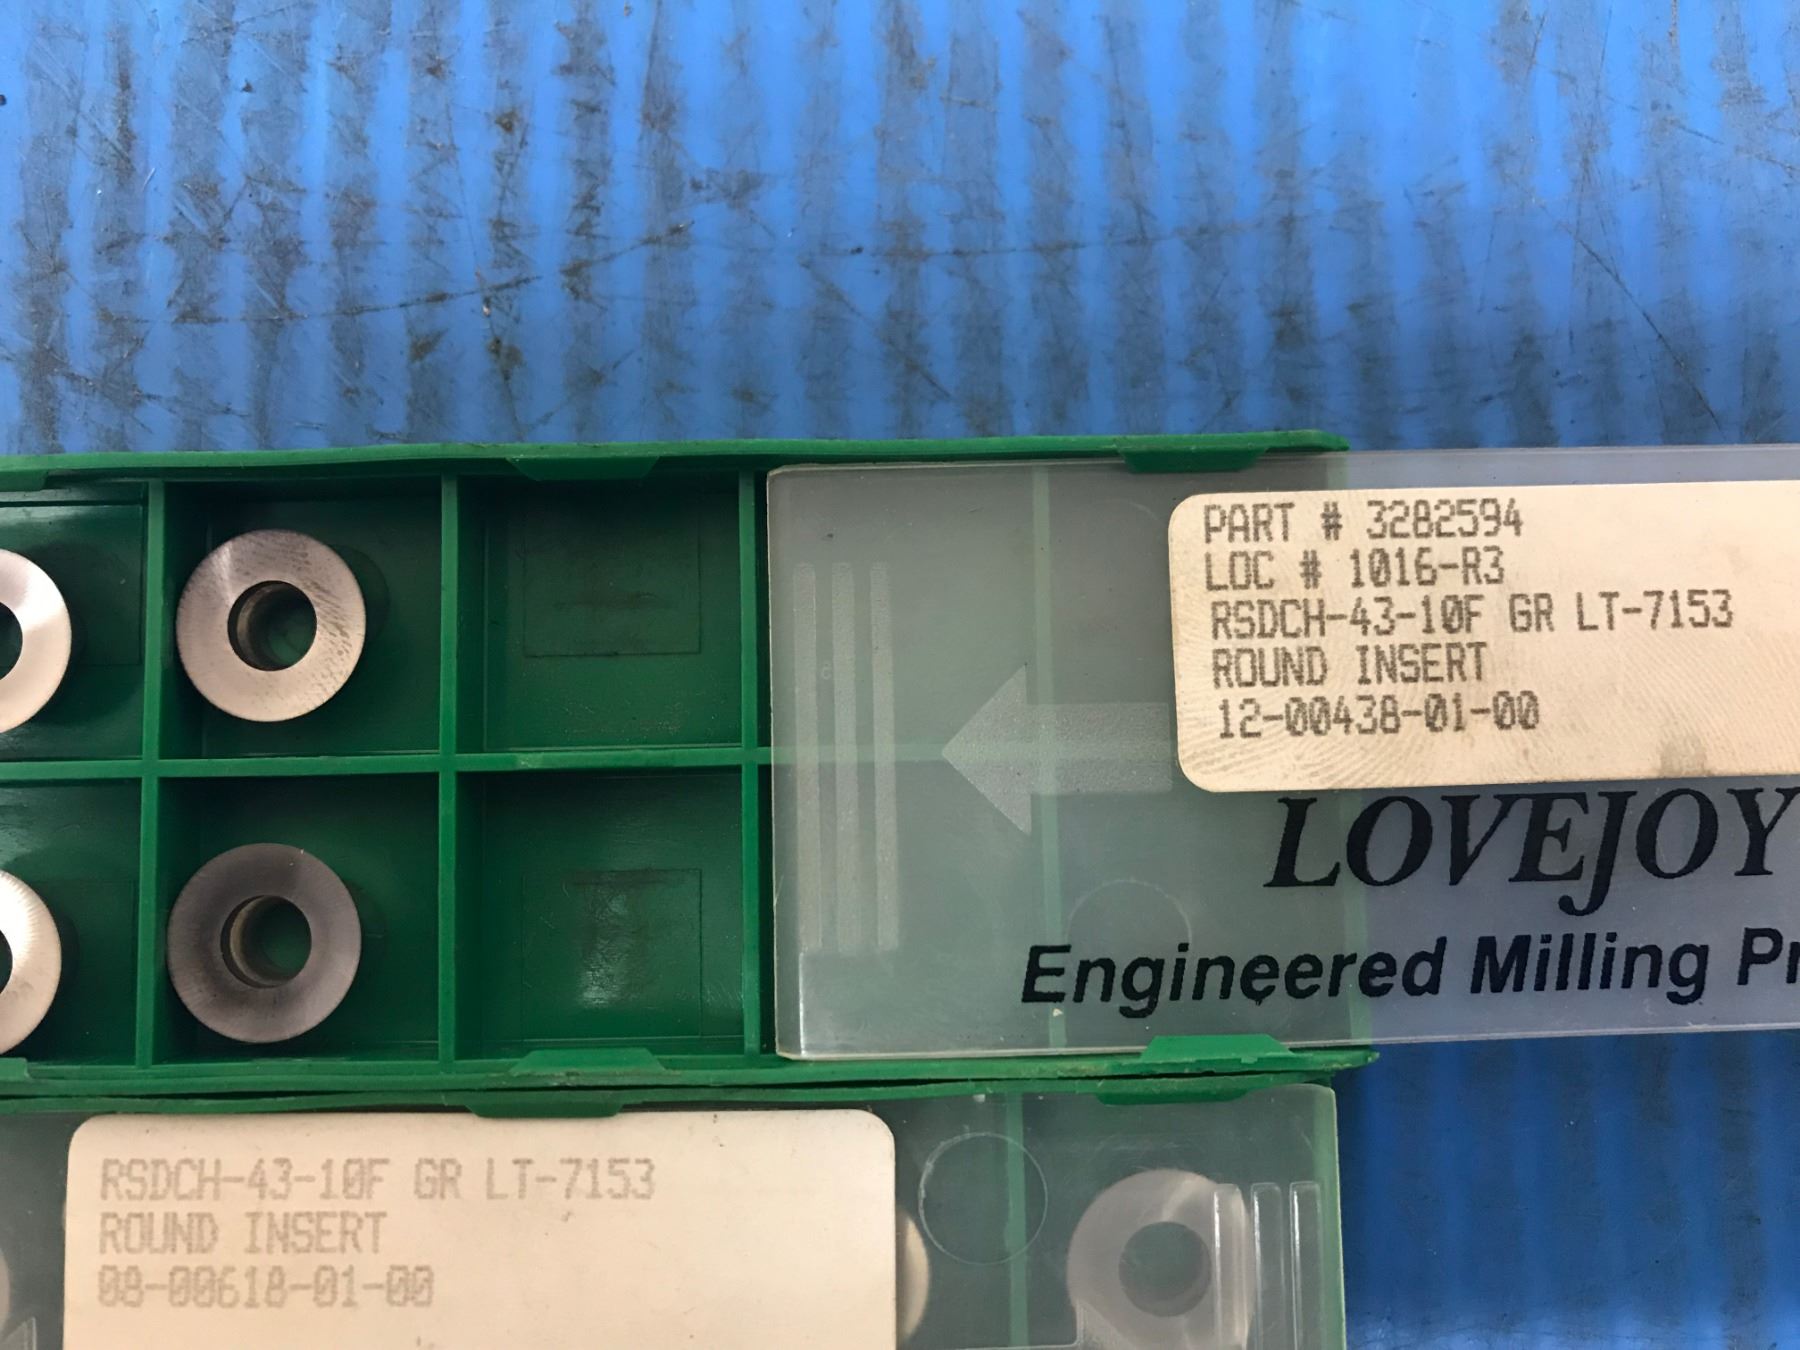 PART # 3282594
LOC # 1016-R3
RSDCH-43-10F GR LT-7153
ROUND INSERT
12-00438-01-00
LOVEJOY
Engineered Milling
RSDCH-43-10F GR LT-7153
ROUND INSERT
08-00618-01-00